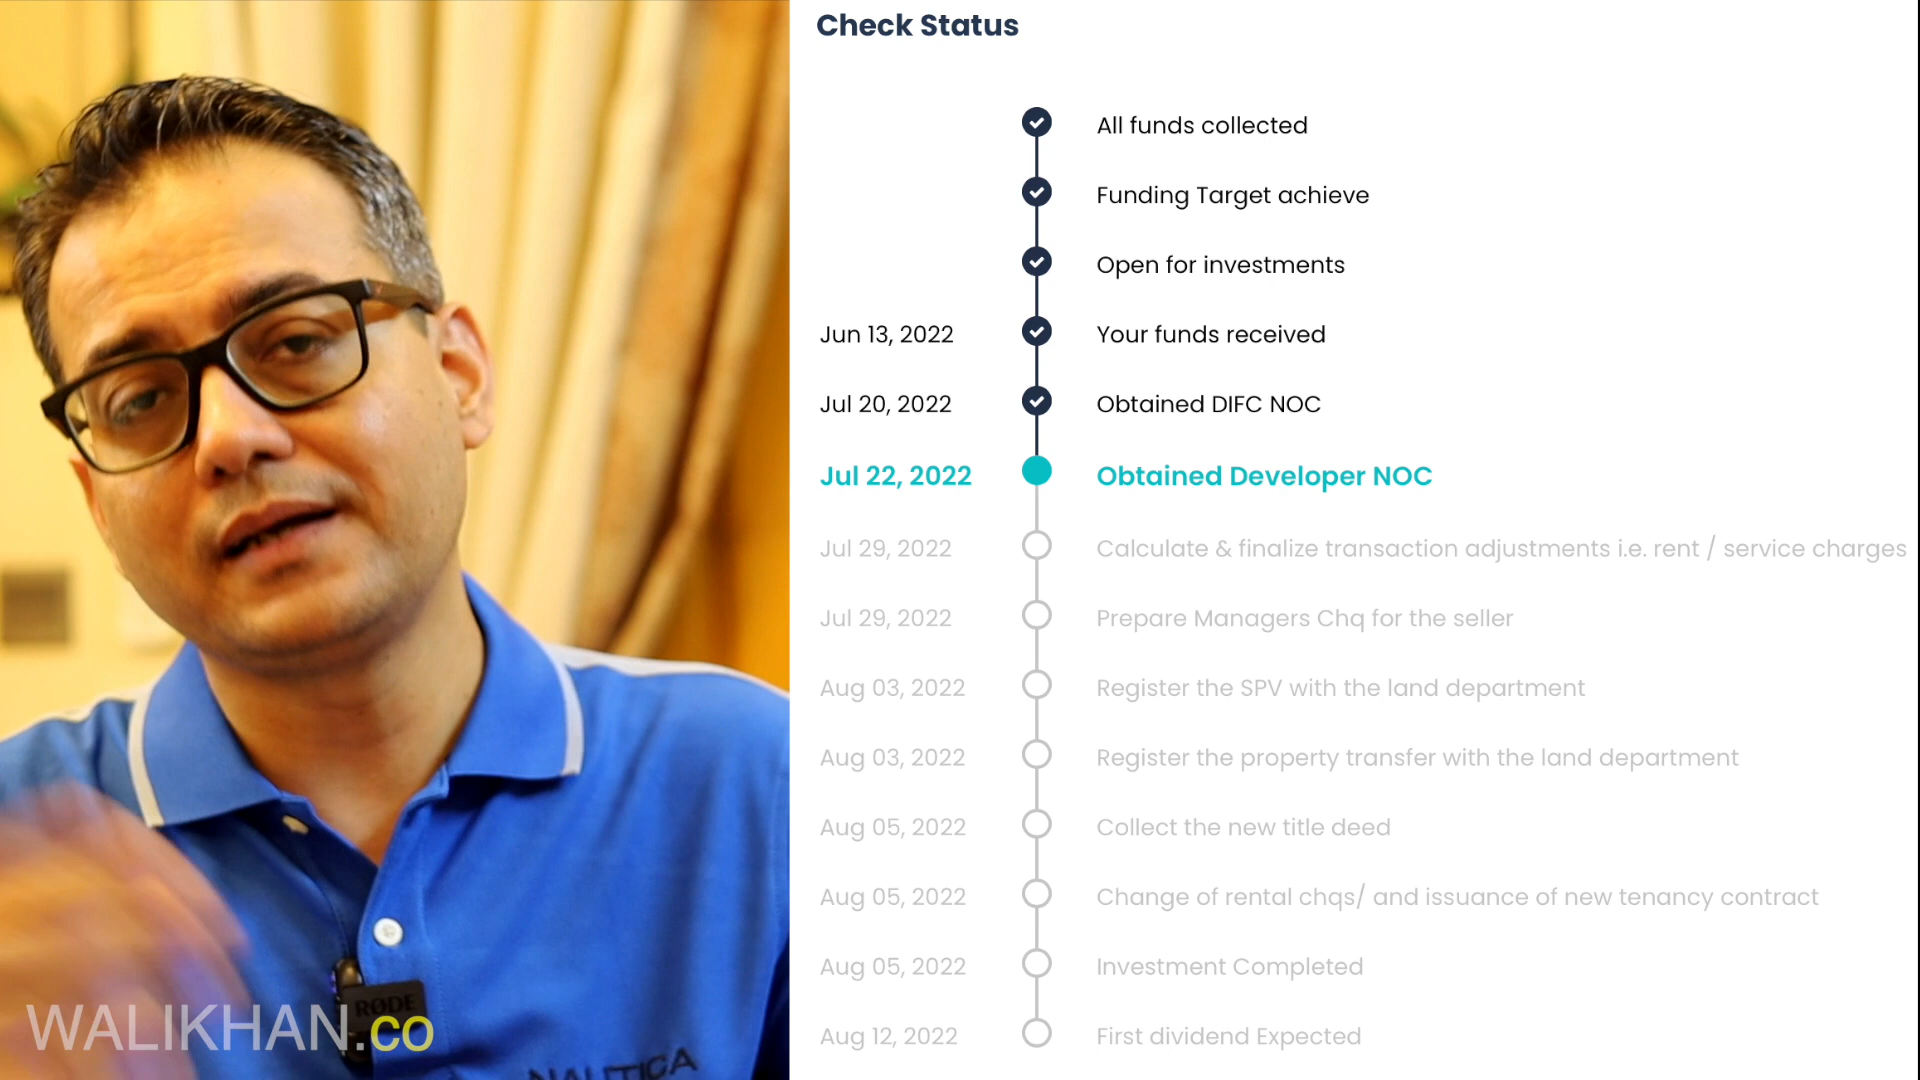 Check Status
All funds collected
Funding Target achieve
Open for investments
Jun 13, 2022 Your funds received
Jul 20, 2022 Obtained DIFC NOC
Jul 22, 2022 Obtained Developer NOC
Jul 29, 2022 Calculate & finalize transaction adjustments i.e. rent / service charges
Jul 29, 2022 Prepare Managers Chq for the seller
Aug 03, 2022 Register the SPV with the land department
Aug 03, 2022 Register the property transfer with the land department
Aug 05, 2022 Collect the new title deed
Aug 05, 2022 Change of rental chqs/ and issuance of new tenancy contract
Aug 05, 2022 Investment Completed
Aug 12, 2022 First dividend Expected
RØDE
WALIKHAN.co
NAUTICA